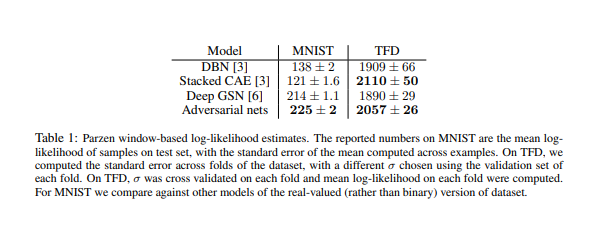 Model MNIST TFD
DBN [3] 138 ± 2 1909 ± 66
Stacked CAE [3] 121 ± 1.6 2110 ± 50
Deep GSN [6] 214 ± 1.1 1890 ± 29
Adversarial nets 225 ± 2 2057 ± 26
Table 1: Parzen window-based log-likelihood estimates. The reported numbers on MNIST are the mean log-
likelihood of samples on test set, with the standard error of the mean computed across examples. On TFD, we
computed the standard error across folds of the dataset, with a different σ chosen using the validation set of
each fold. On TFD, σ was cross validated on each fold and mean log-likelihood on each fold were computed.
For MNIST we compare against other models of the real-valued (rather than binary) version of dataset.